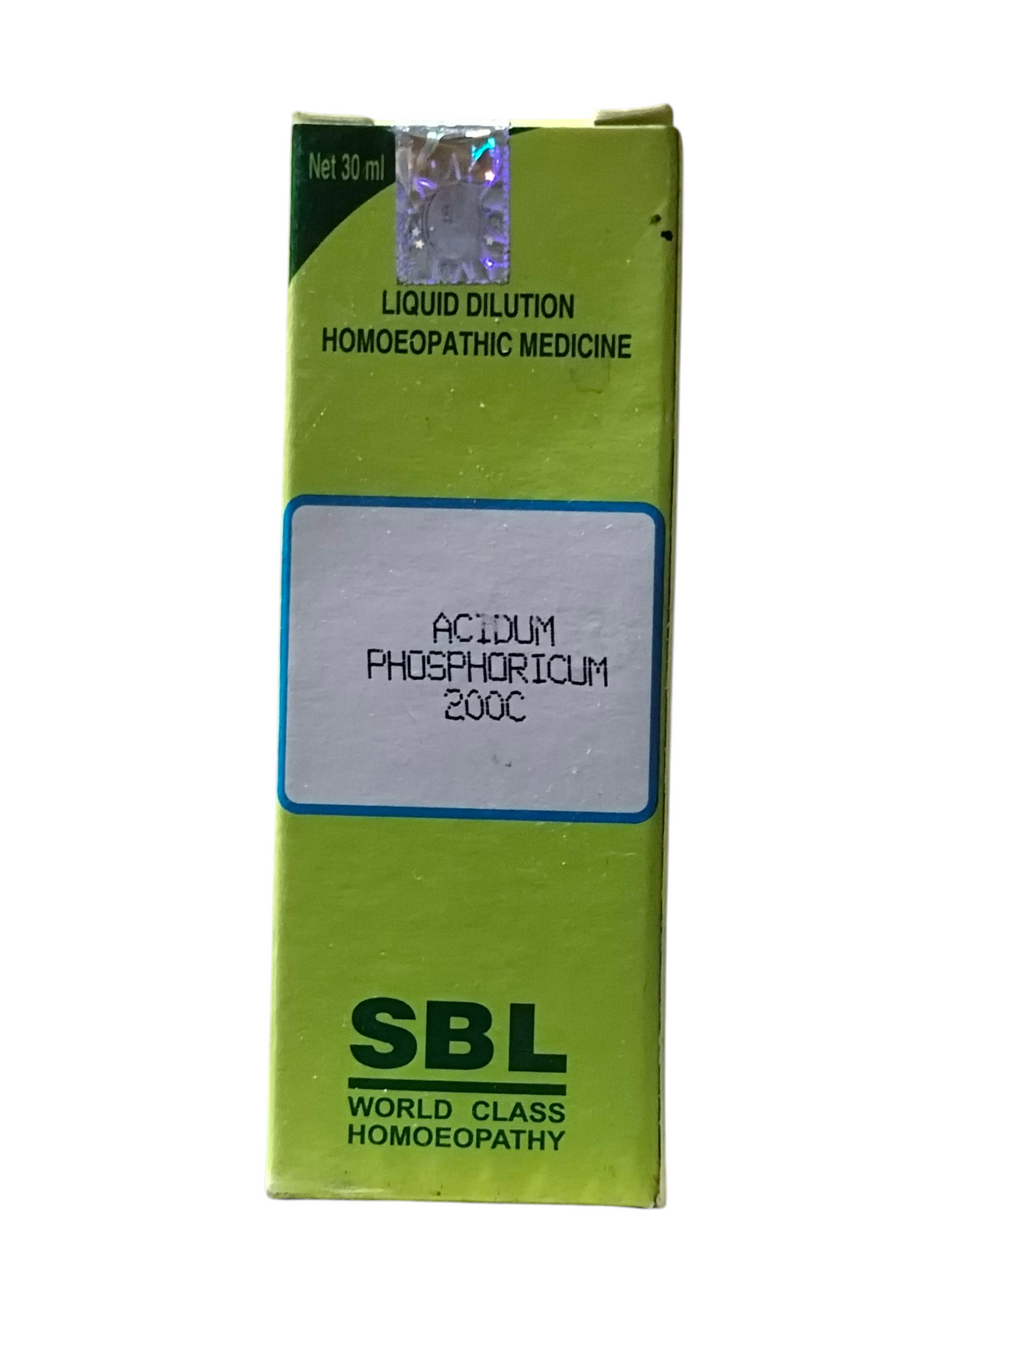 Net 30 ml
LIQUID DILUTION
HOMOEOPATHIC MEDICINE
ACIDUM
PHOSPHORICUM
200C
SBL
WORLD CLASS
HOMOEOPATHY